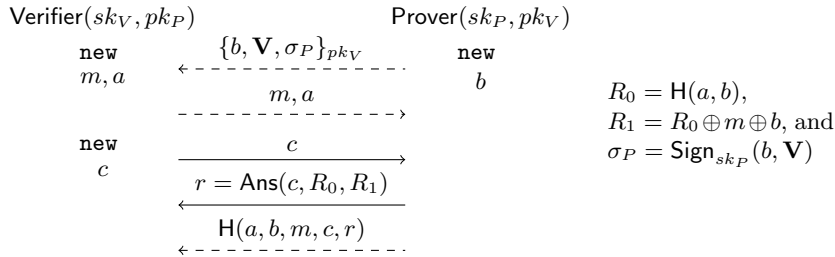 Verifier(sk_V, pk_P) Prover(sk_P, pk_V)
new {b, V, σ_P}_{pk_V} new
m, a b
m, a
R_0 = H(a, b),
R_1 = R_0 ⊕ m ⊕ b, and
σ_P = Sign_{sk_P}(b, V)
new c
c
r = Ans(c, R_0, R_1)
H(a, b, m, c, r)